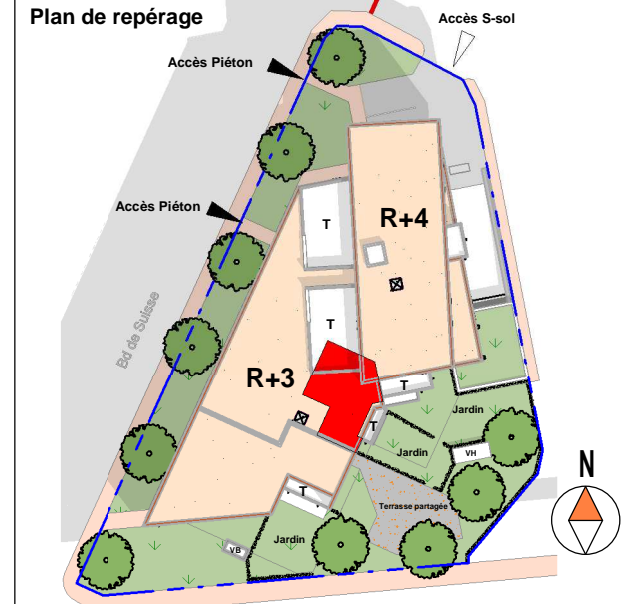 Plan de repérage
Accès S-sol
Accès Piéton
Accès Piéton
T
R+4
Bd de Suisse
T
R+3
T
T
Jardin
Jardin
VH
N
T
Terrasse partagée
Jardin
VB